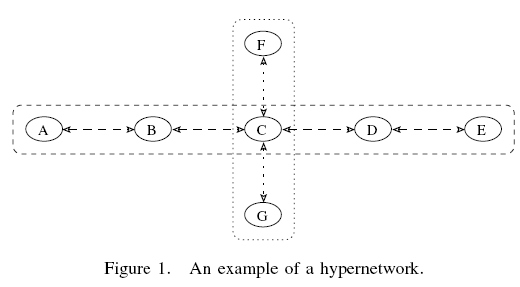 F
A B C D E
G
Figure 1. An example of a hypernetwork.